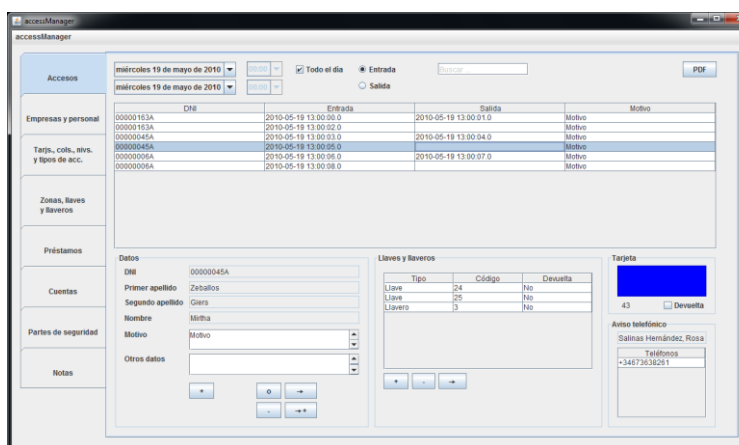 accessManager
accessManager
Accesos
Empresas y personal
Tarjs., cols., nivs.
y tipos de acc.
Zonas, llaves
y llaveros
Préstamos
Cuentas
Partes de seguridad
Notas
miércoles 19 de mayo de 2010 00:00 Todo el día Entrada Buscar... PDF
miércoles 19 de mayo de 2010 00:00 Salida
DNI Entrada Salida Motivo
00000163A 2010-05-19 13:00:00.0 2010-05-19 13:00:01.0 Motivo
00000163A 2010-05-19 13:00:02.0 Motivo
00000045A 2010-05-19 13:00:03.0 2010-05-19 13:00:04.0 Motivo
00000045A 2010-05-19 13:00:05.0 Motivo
00000006A 2010-05-19 13:00:06.0 2010-05-19 13:00:07.0 Motivo
00000006A 2010-05-19 13:00:08.0 Motivo
Datos
DNI 00000045A
Primer apellido Zeballos
Segundo apellido Giers
Nombre Mirtha
Motivo Motivo
Otros datos
+ o →
- →+
Llaves y llaveros
Tipo Código Devuelta
Llave 24 No
Llave 25 No
Llavero 3 No
+ - →
Tarjeta
43 Devuelta
Aviso telefónico
Salinas Hernández, Rosa
Teléfonos
+34673638261